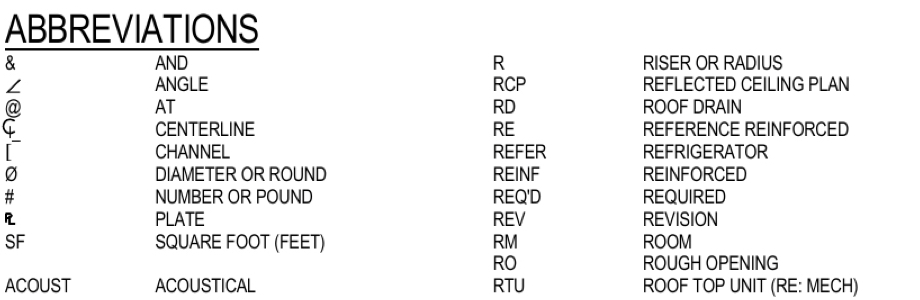 ABBREVIATIONS
& AND
∠ ANGLE
@ AT
℄ CENTERLINE
[ CHANNEL
Ø DIAMETER OR ROUND
# NUMBER OR POUND
⅊ PLATE
SF SQUARE FOOT (FEET)
ACOUST ACOUSTICAL
R RISER OR RADIUS
RCP REFLECTED CEILING PLAN
RD ROOF DRAIN
RE REFERENCE REINFORCED
REFER REFRIGERATOR
REINF REINFORCED
REQ'D REQUIRED
REV REVISION
RM ROOM
RO ROUGH OPENING
RTU ROOF TOP UNIT (RE: MECH)